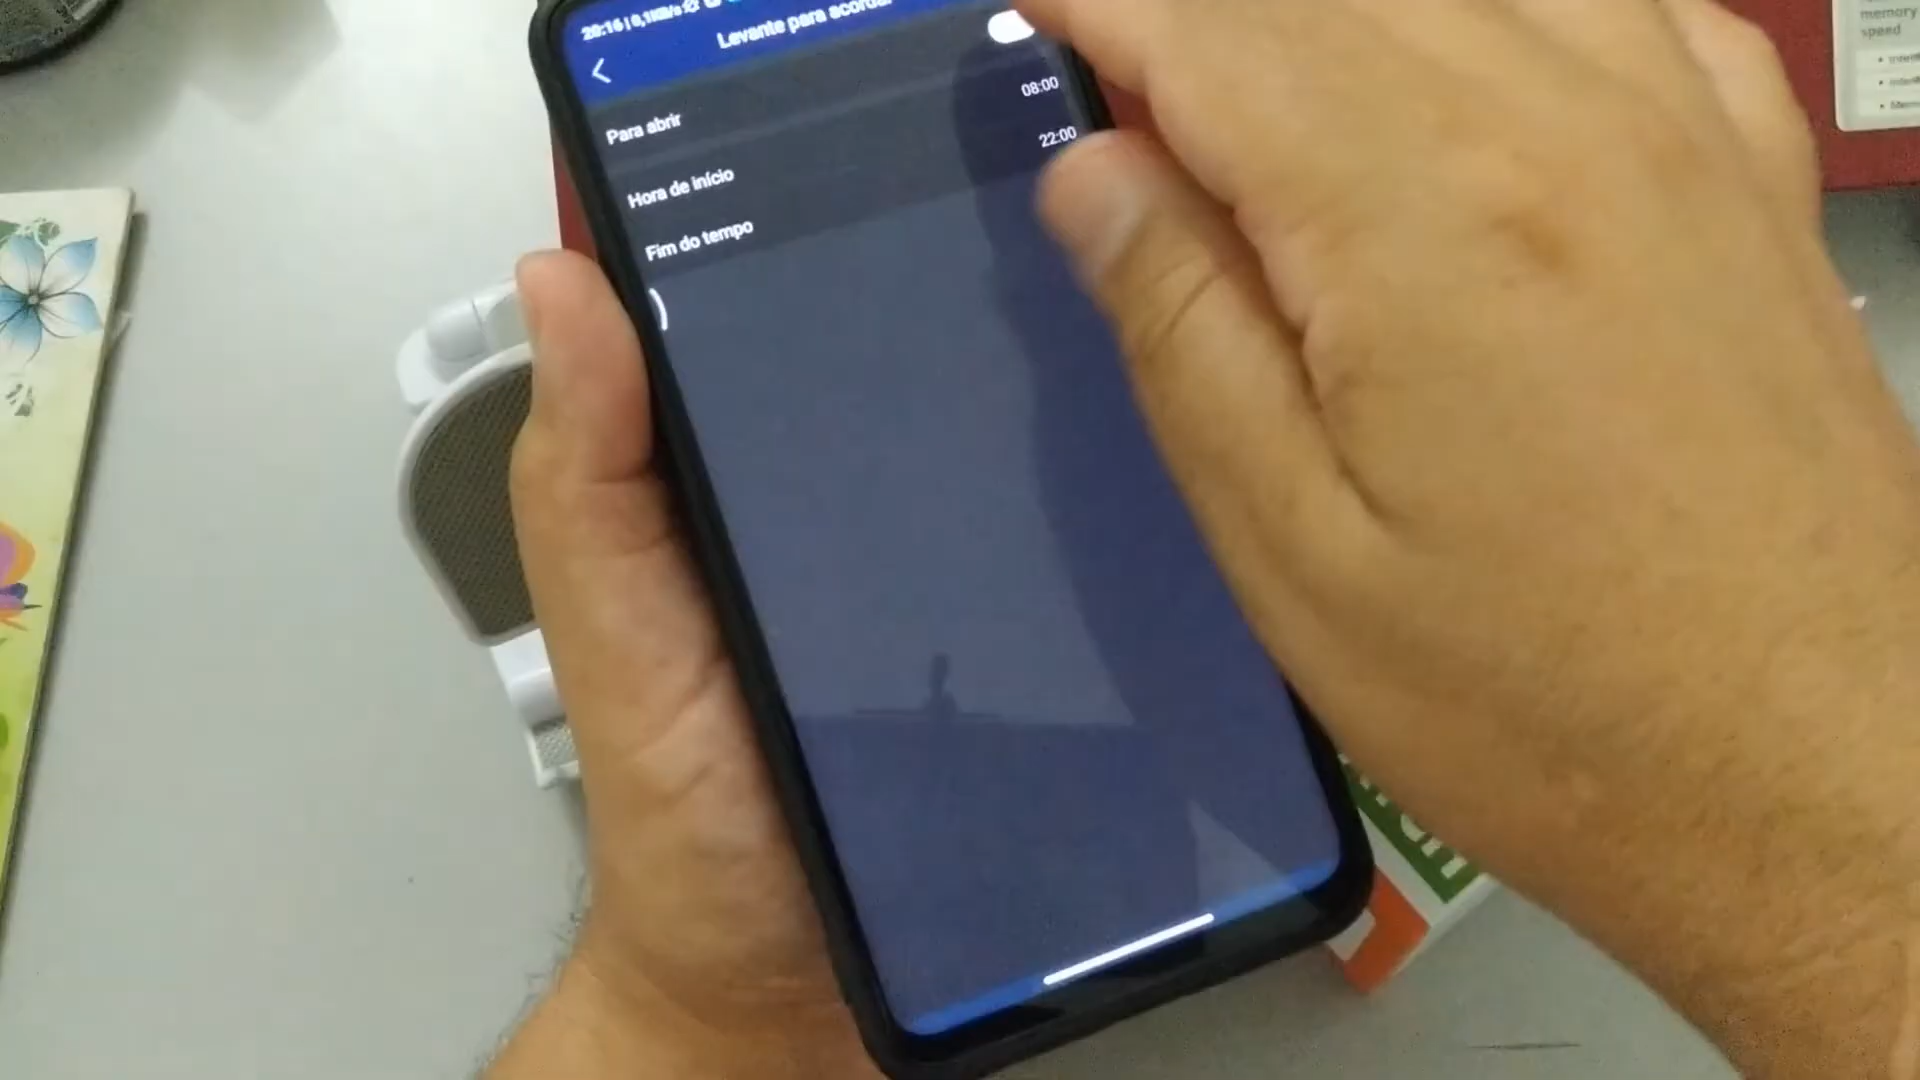 20:16 | 0,1KB/s
Levante para acordar
Para abrir
08:00
Hora de início
22:00
Fim do tempo
memory
speed